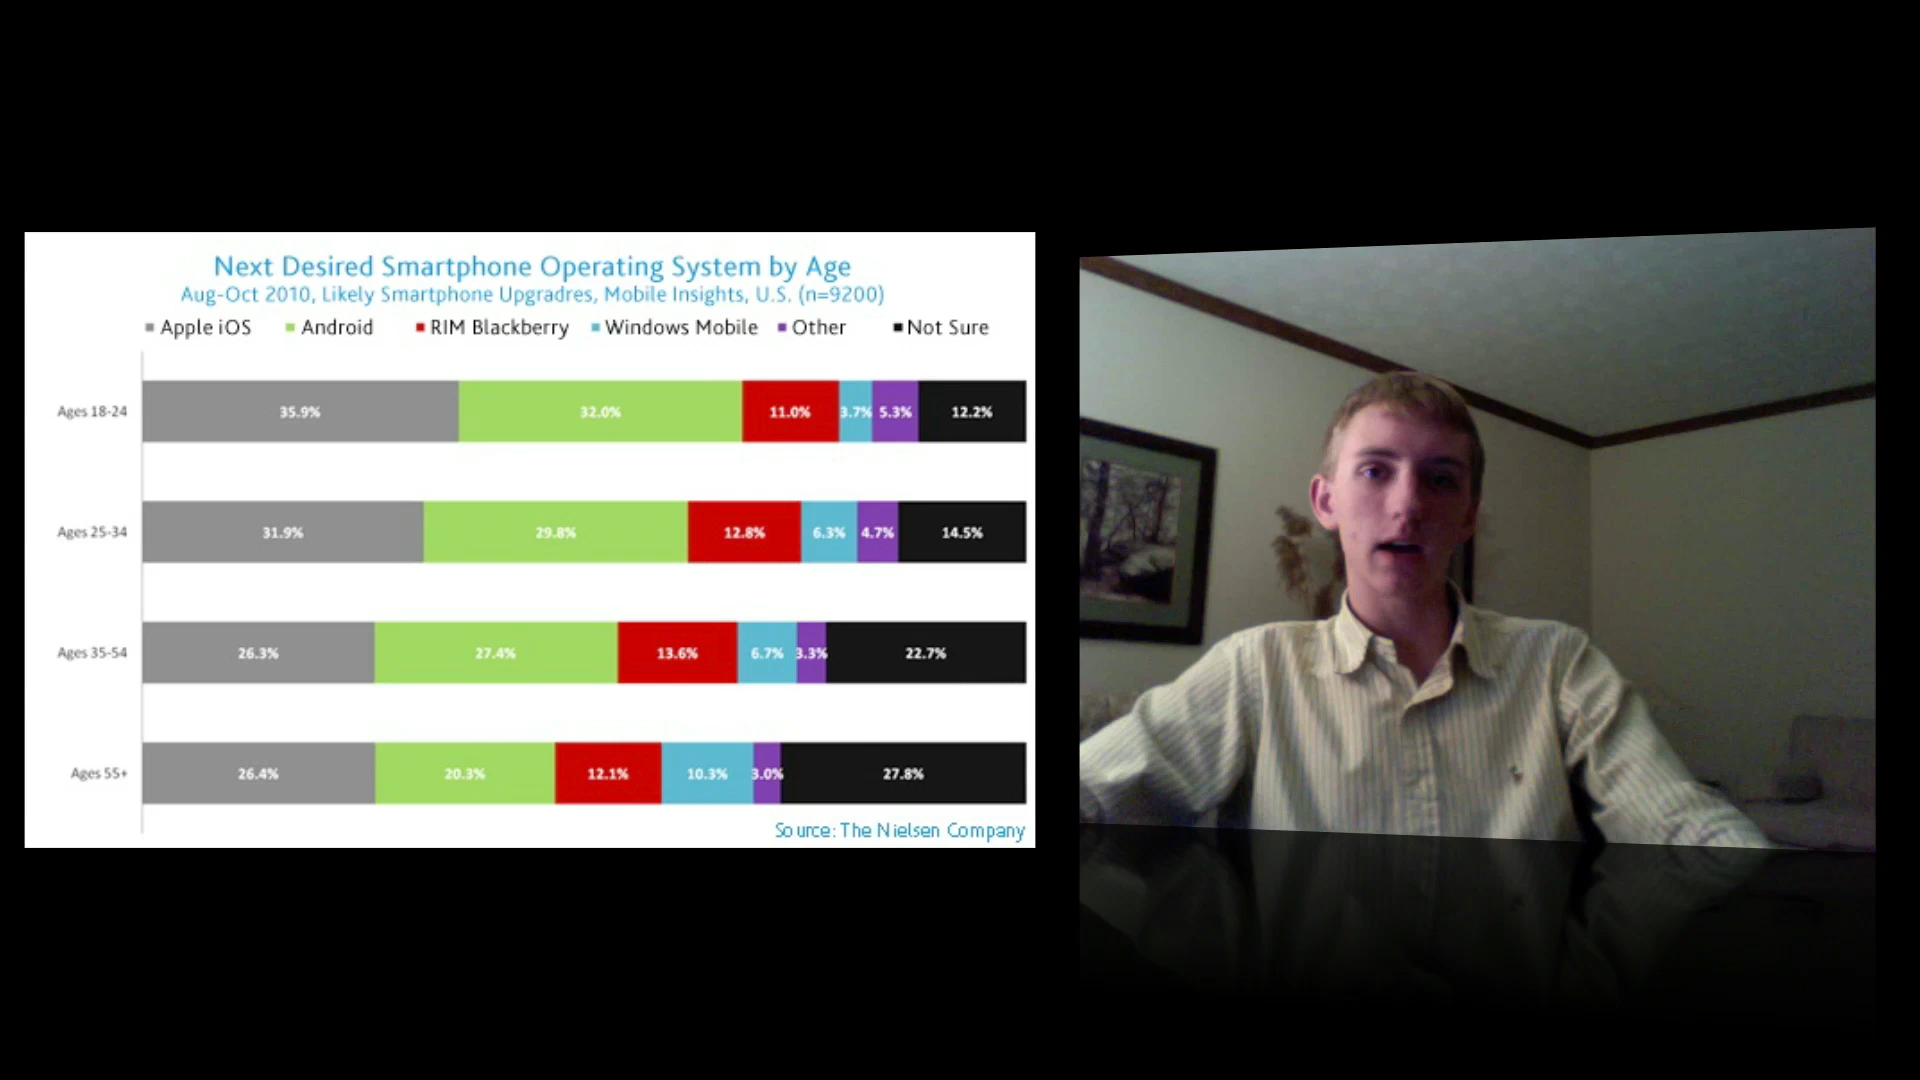 Next Desired Smartphone Operating System by Age
Aug-Oct 2010, Likely Smartphone Upgradres, Mobile Insights, U.S. (n=9200)
Apple iOS Android RIM Blackberry Windows Mobile Other Not Sure
Ages 18-24 35.9% 32.0% 11.0% 3.7% 5.3% 12.2%
Ages 25-34 31.9% 29.8% 12.8% 6.3% 4.7% 14.5%
Ages 35-54 26.3% 27.4% 13.6% 6.7% 3.3% 22.7%
Ages 55+ 26.4% 20.3% 12.1% 10.3% 3.0% 27.8%
Source: The Nielsen Company